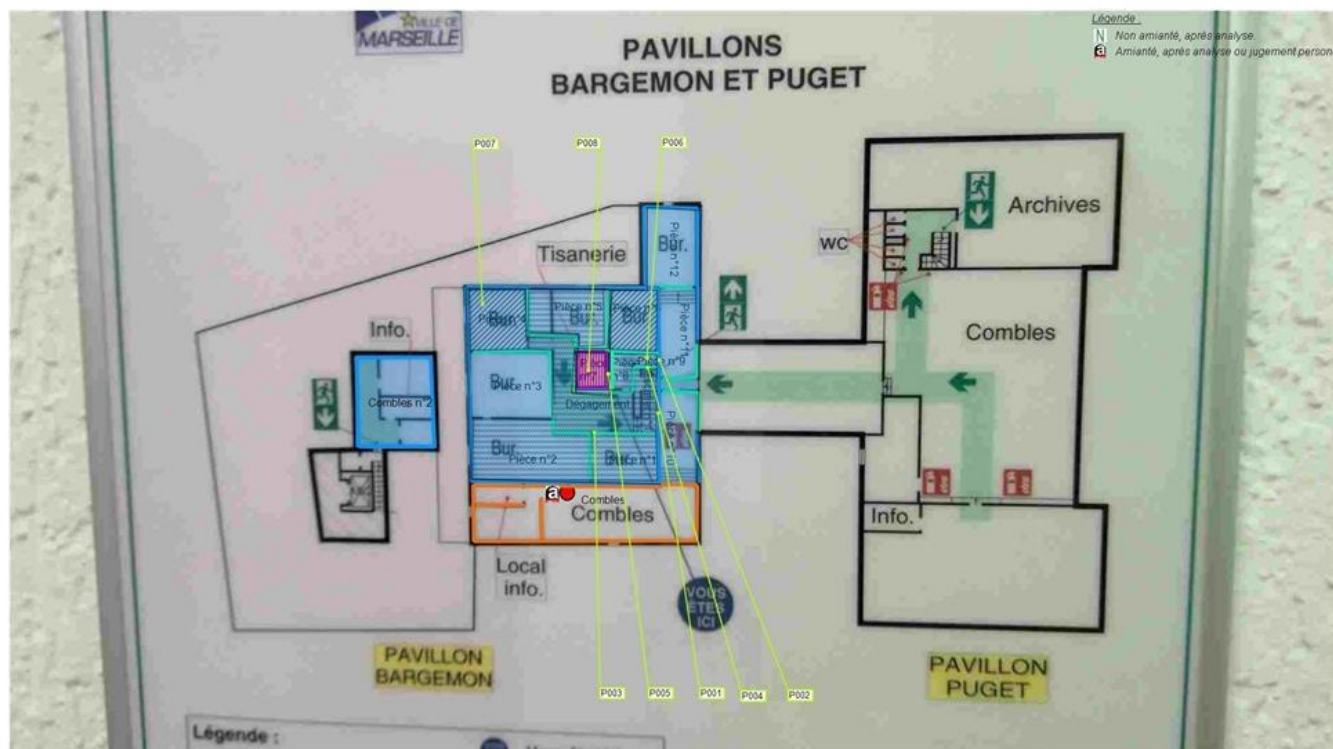 VILLE DE
MARSEILLE
PAVILLONS
BARGEMON ET PUGET
Légende :
N Non amianté, après analyse.
a Amianté, après analyse ou jugement person
P007
P008
P006
Archives
WC
Tisanerie
Bur.
Pièce n°12
Info.
Combles n°2
Bur.
Pièce n°5
Bur.
Bur.
Pièce n°11
Pièce n°9
Combles
Bur.
Pièce n°3
Dégagement
Bur.
Pièce n°2
Bur.
Pièce n°1
a
Combles
Combles
Info.
Local
info.
VOUS
ÊTES
ICI
PAVILLON
BARGEMON
PAVILLON
PUGET
P003
P005
P001
P004
P002
Légende :